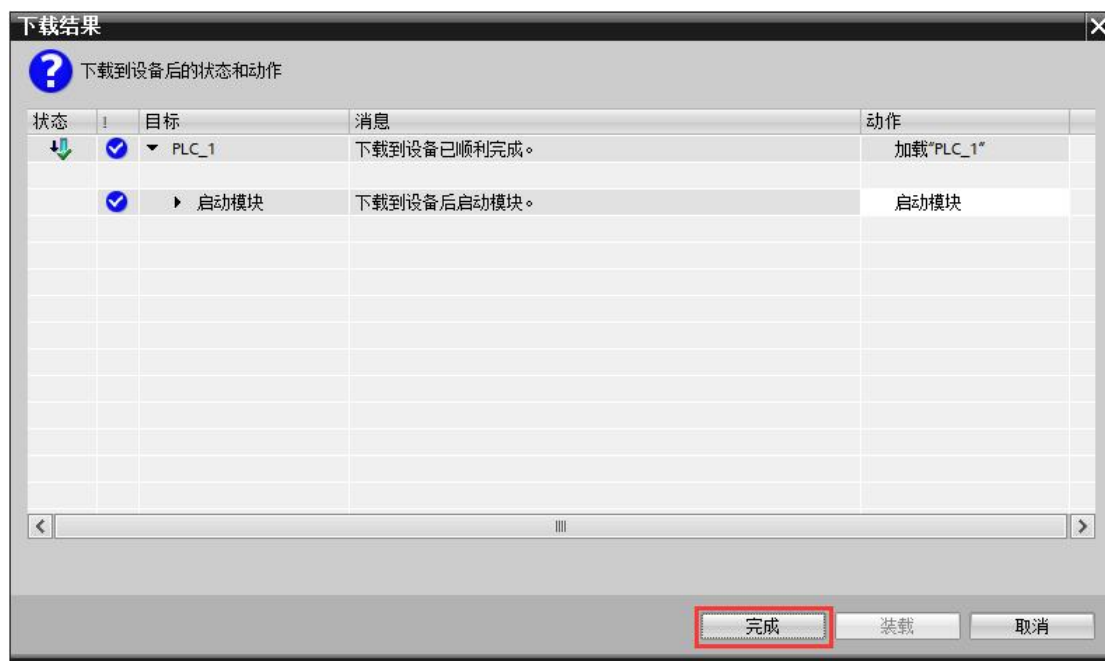 下载结果
下载到设备后的状态和动作
状态 ! 目标 消息 动作
PLC_1 下载到设备已顺利完成。 加载"PLC_1"
启动模块 下载到设备后启动模块。 启动模块
完成 装载 取消